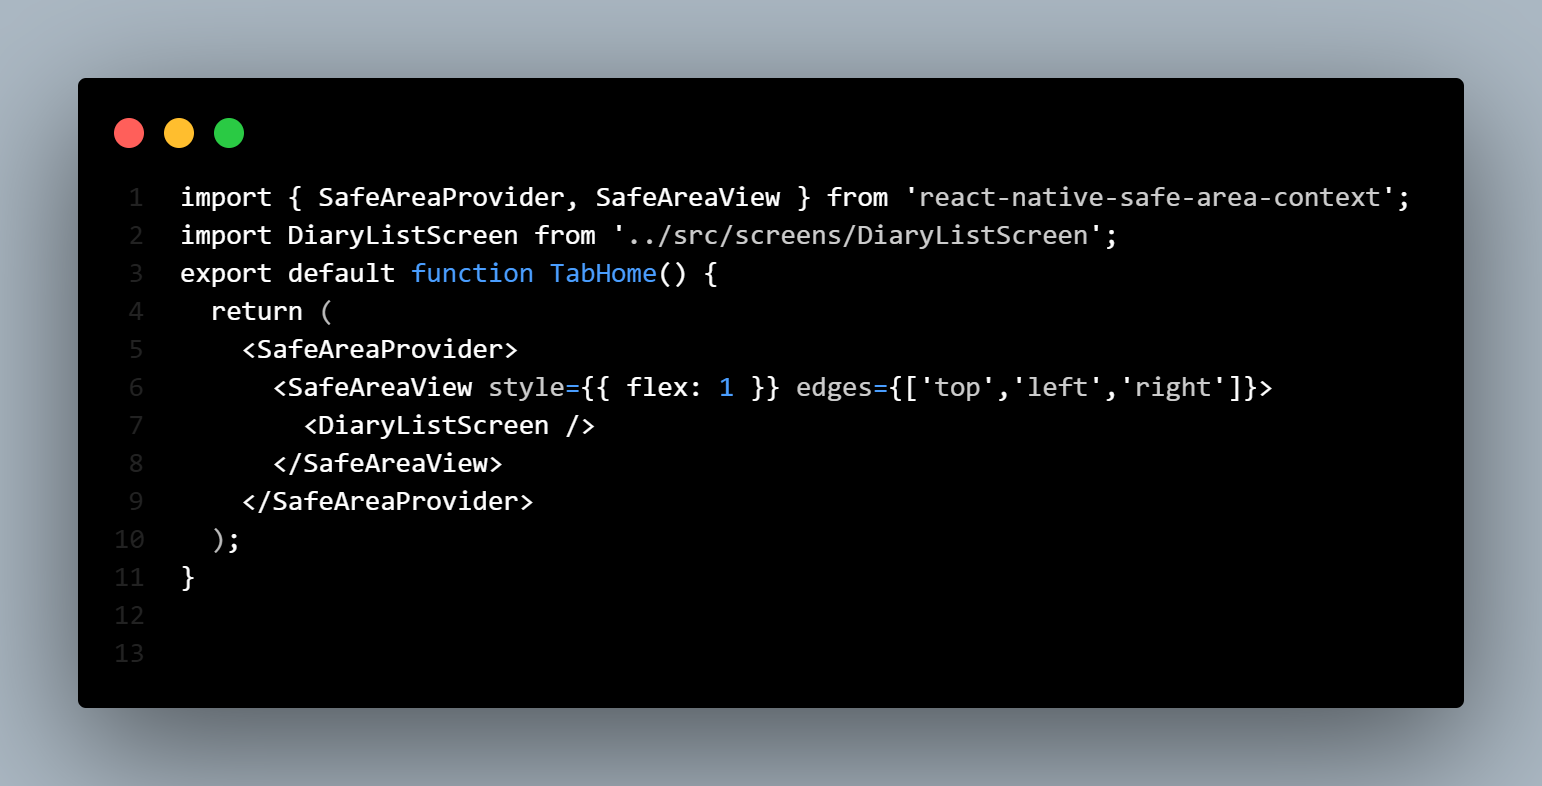 1 import { SafeAreaProvider, SafeAreaView } from 'react-native-safe-area-context';
2 import DiaryListScreen from '../src/screens/DiaryListScreen';
3 export default function TabHome() {
4   return (
5     <SafeAreaProvider>
6       <SafeAreaView style={{ flex: 1 }} edges={['top','left','right']}>
7         <DiaryListScreen />
8       </SafeAreaView>
9     </SafeAreaProvider>
10   );
11 }
12
13